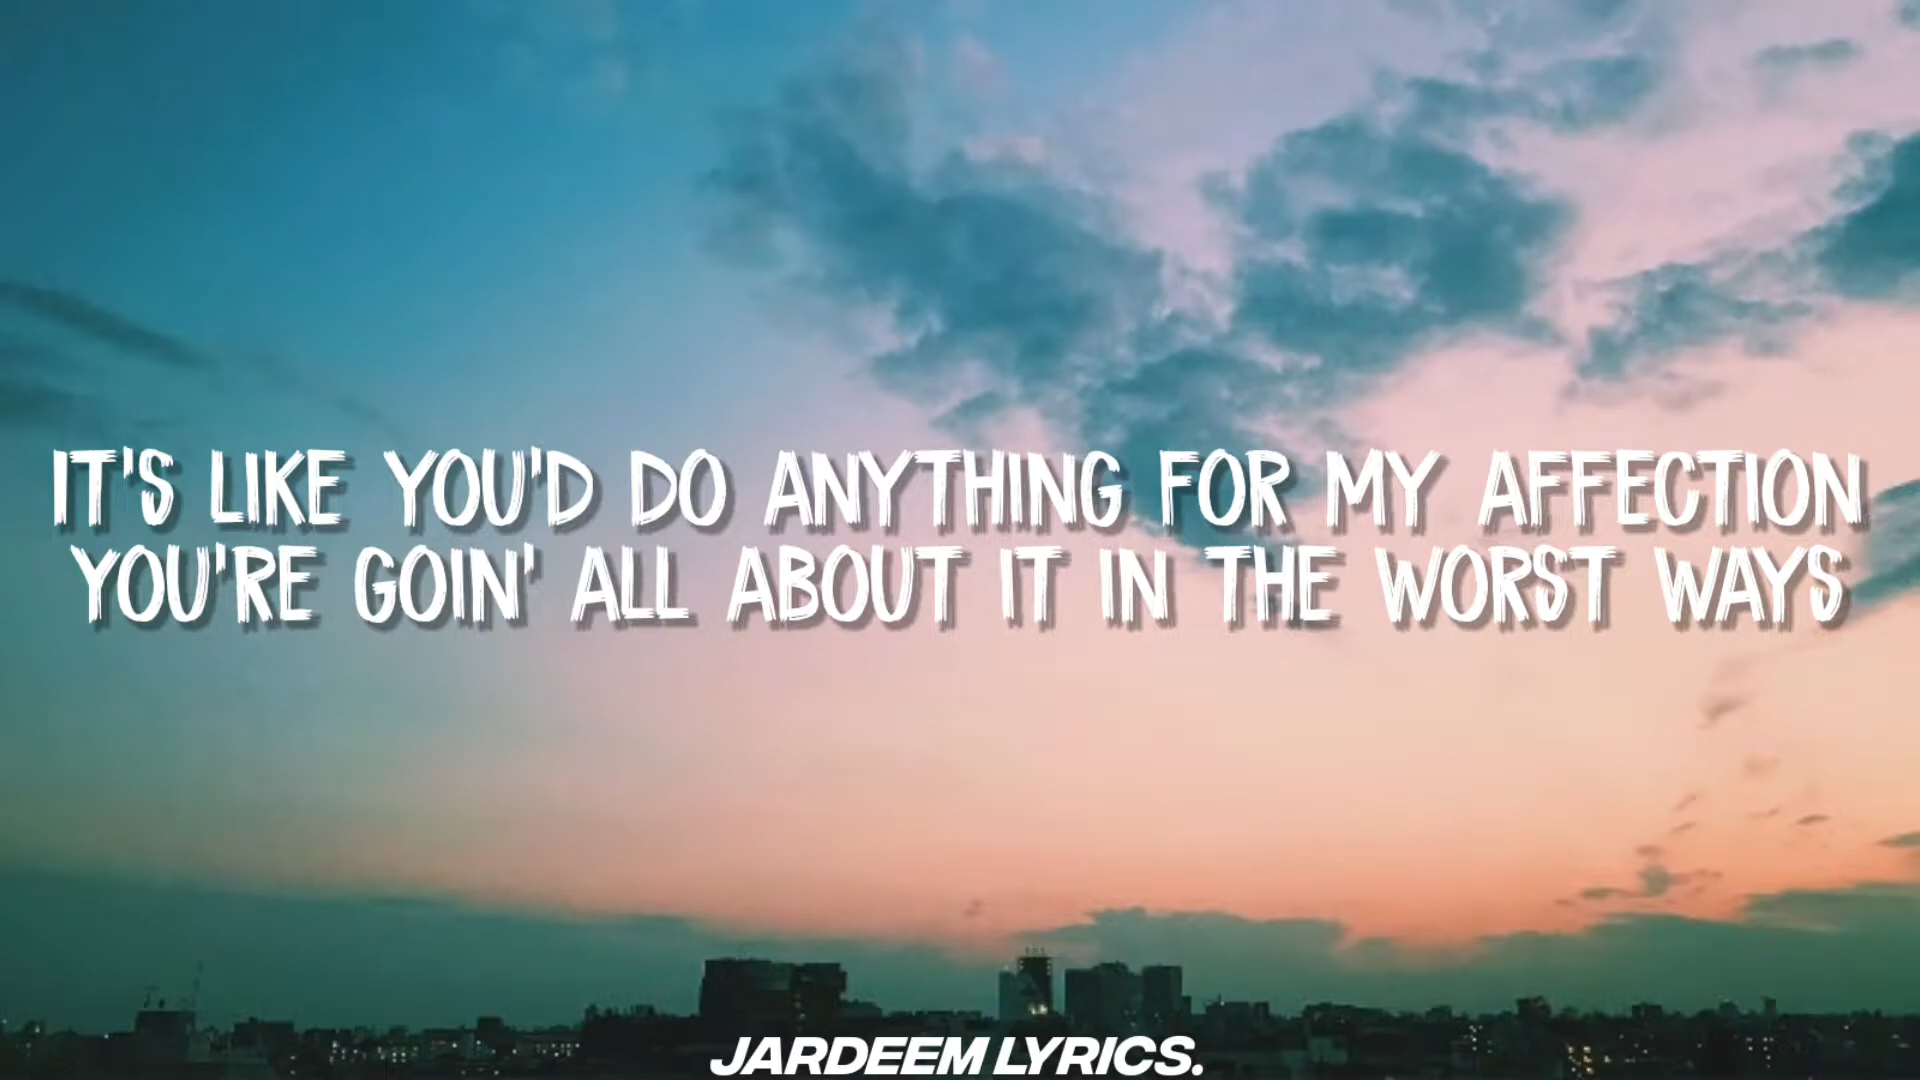 IT'S LIKE YOU'D DO ANYTHING FOR MY AFFECTION
YOU'RE GOIN' ALL ABOUT IT IN THE WORST WAYS
JARDEEM LYRICS.